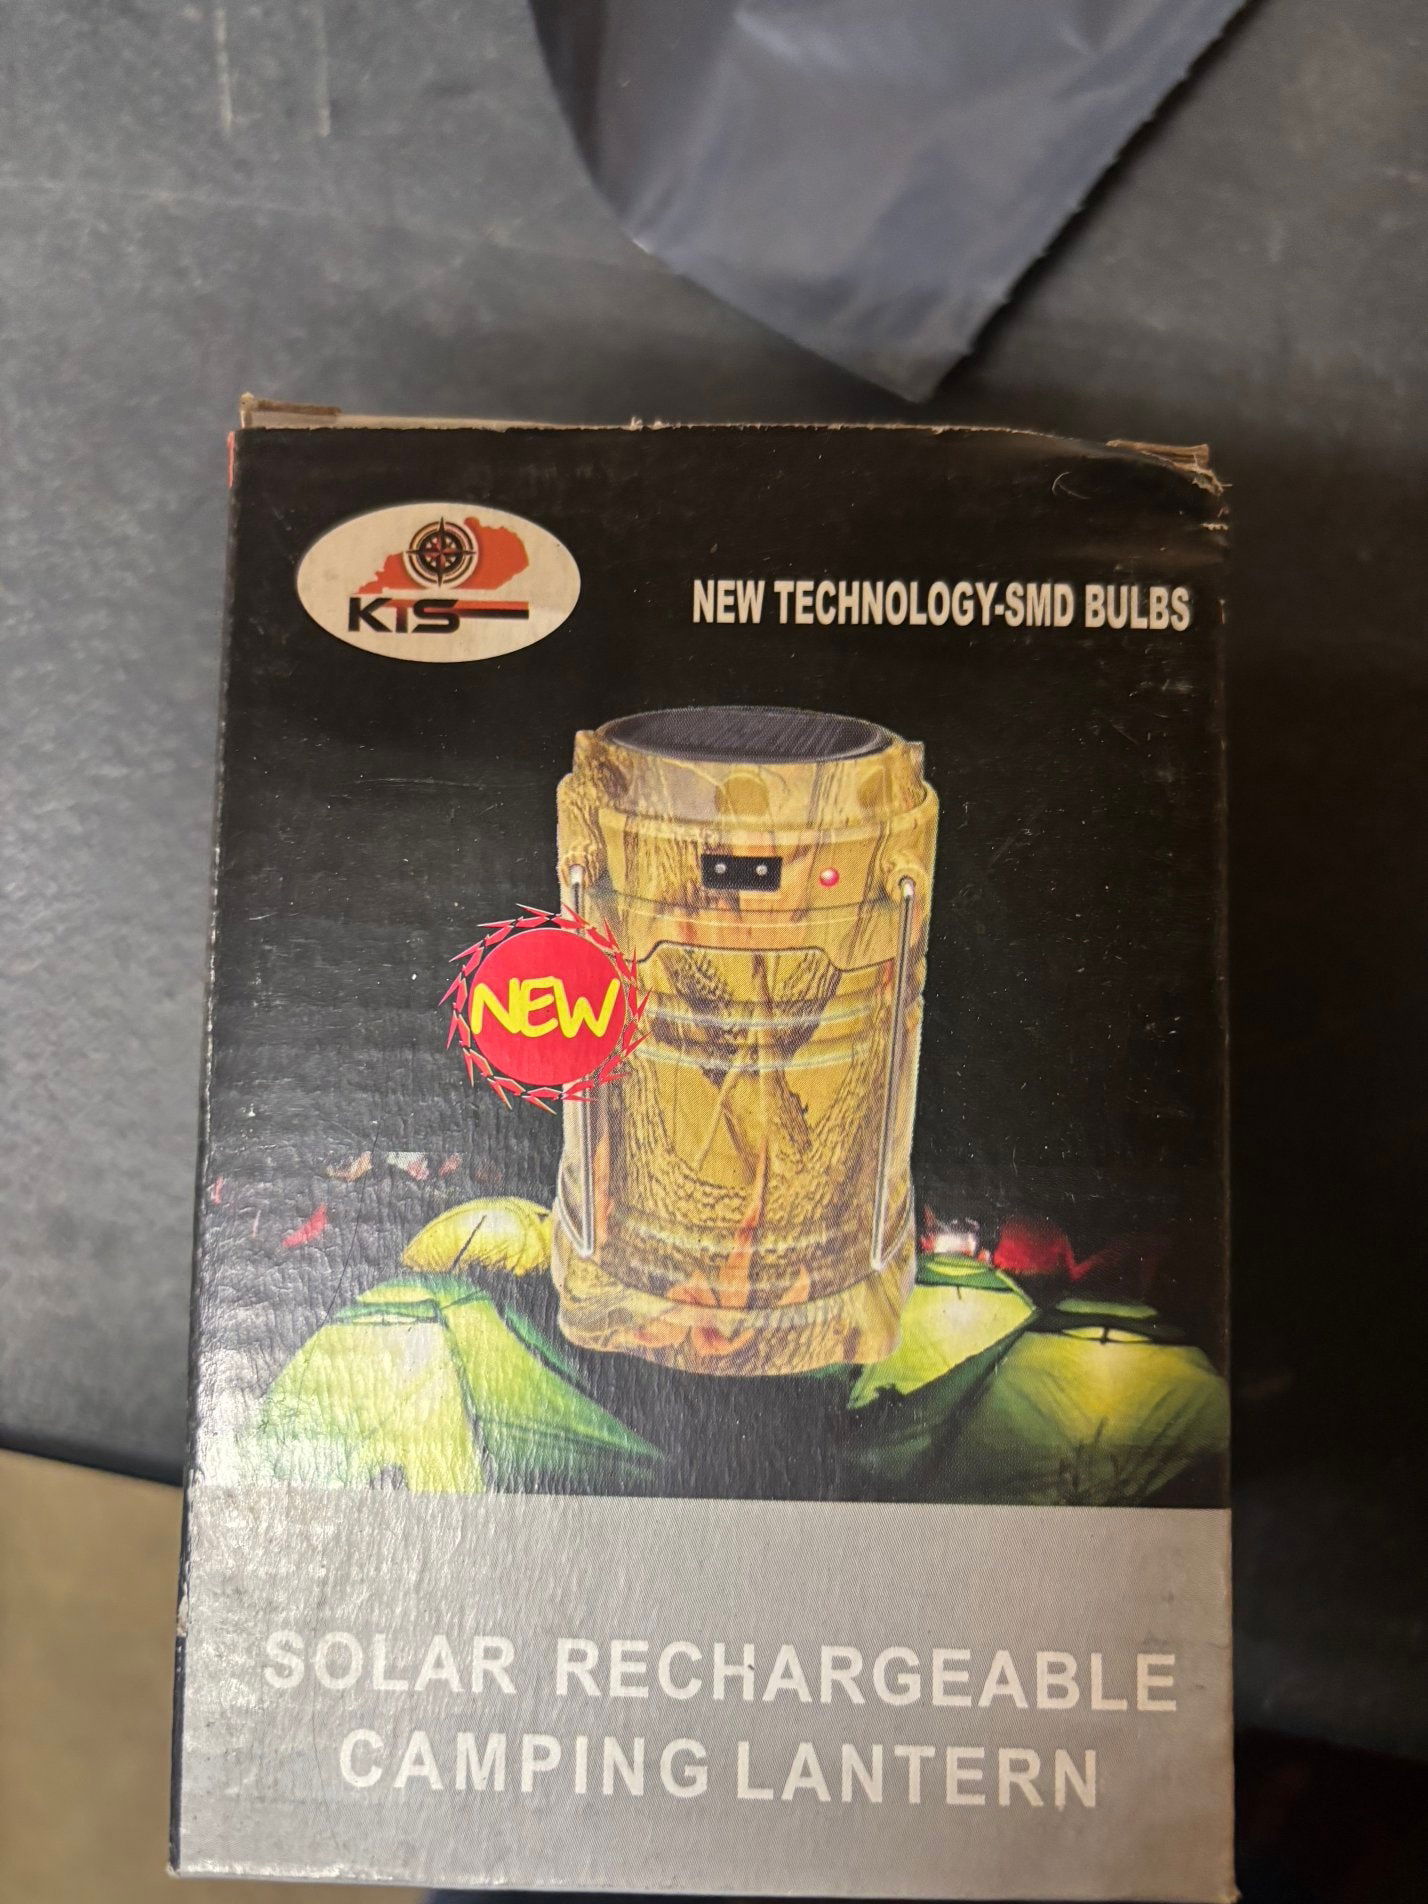 KTS
NEW TECHNOLOGY-SMD BULBS
NEW
SOLAR RECHARGEABLE
CAMPING LANTERN